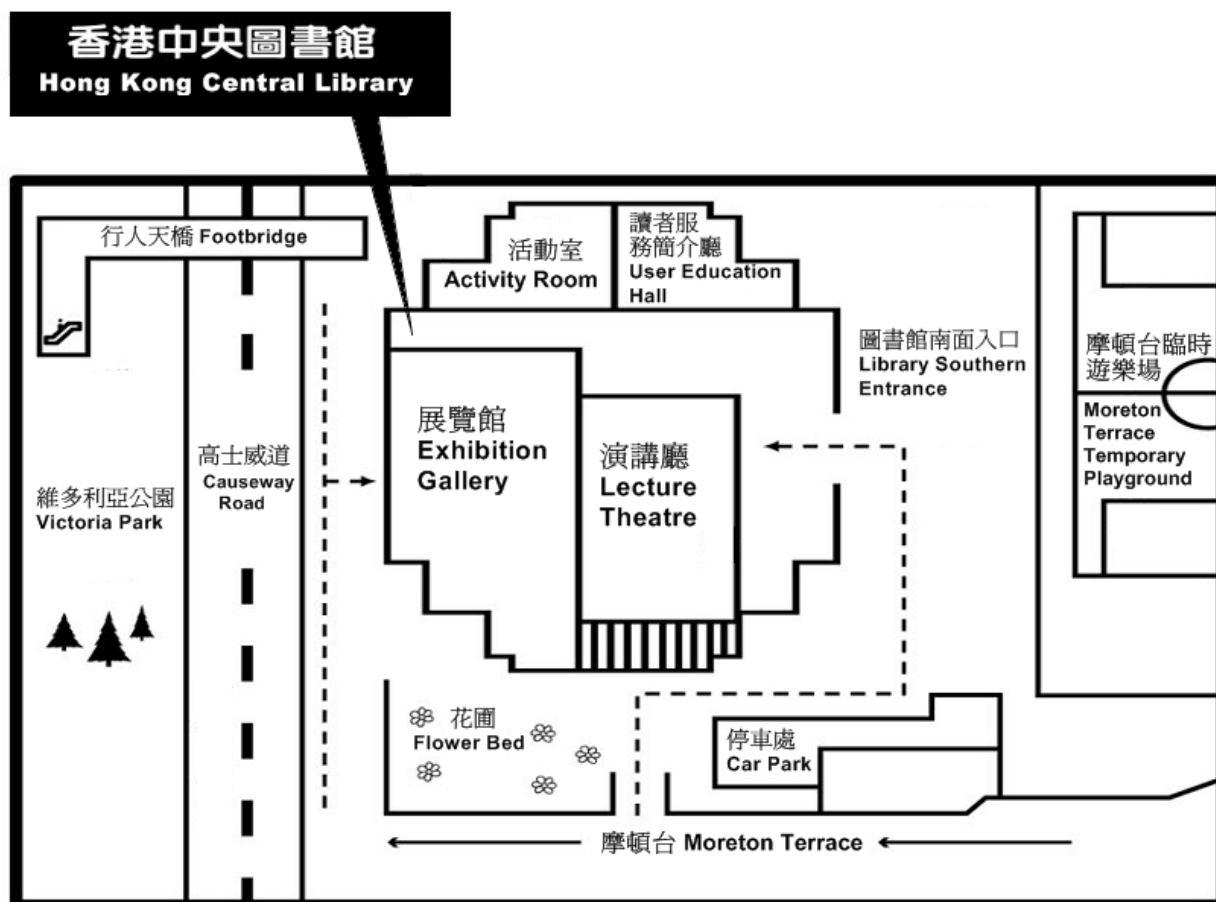 香港中央圖書館
Hong Kong Central Library
行人天橋 Footbridge
活動室
Activity Room
讀者服
務簡介廳
User Education
Hall
圖書館南面入口
Library Southern
Entrance
摩頓台臨時
遊樂場
Moreton
Terrace
Temporary
Playground
展覽館
Exhibition
Gallery
演講廳
Lecture
Theatre
高士威道
Causeway
Road
維多利亞公園
Victoria Park
花圃
Flower Bed
停車處
Car Park
摩頓台 Moreton Terrace